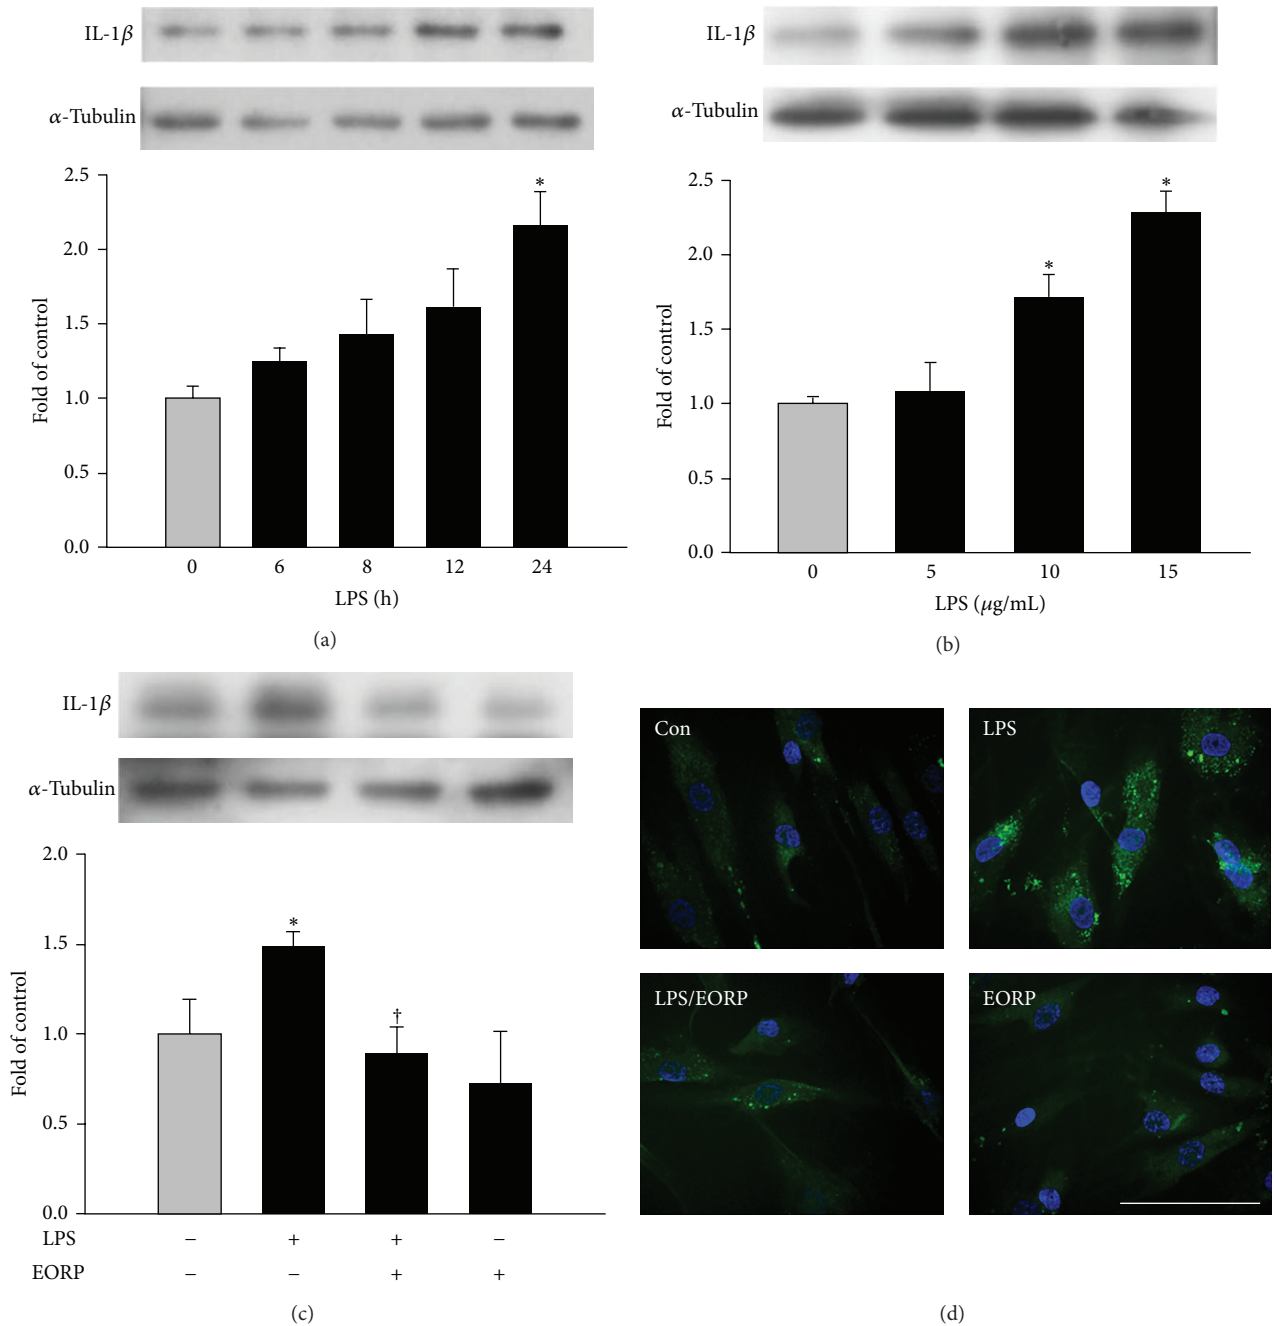 IL-1β
α-Tubulin
2.5
2.0
1.5
1.0
0.5
0.0
Fold of control
*
0 6 8 12 24
LPS (h)
(a)
IL-1β
α-Tubulin
2.5
2.0
1.5
1.0
0.5
0.0
Fold of control
*
*
0 5 10 15
LPS (μg/mL)
(b)
IL-1β
α-Tubulin
2.0
1.5
1.0
0.5
0.0
Fold of control
*
†
LPS − + + −
EORP − − + +
(c)
Con
LPS
LPS/EORP
EORP
(d)